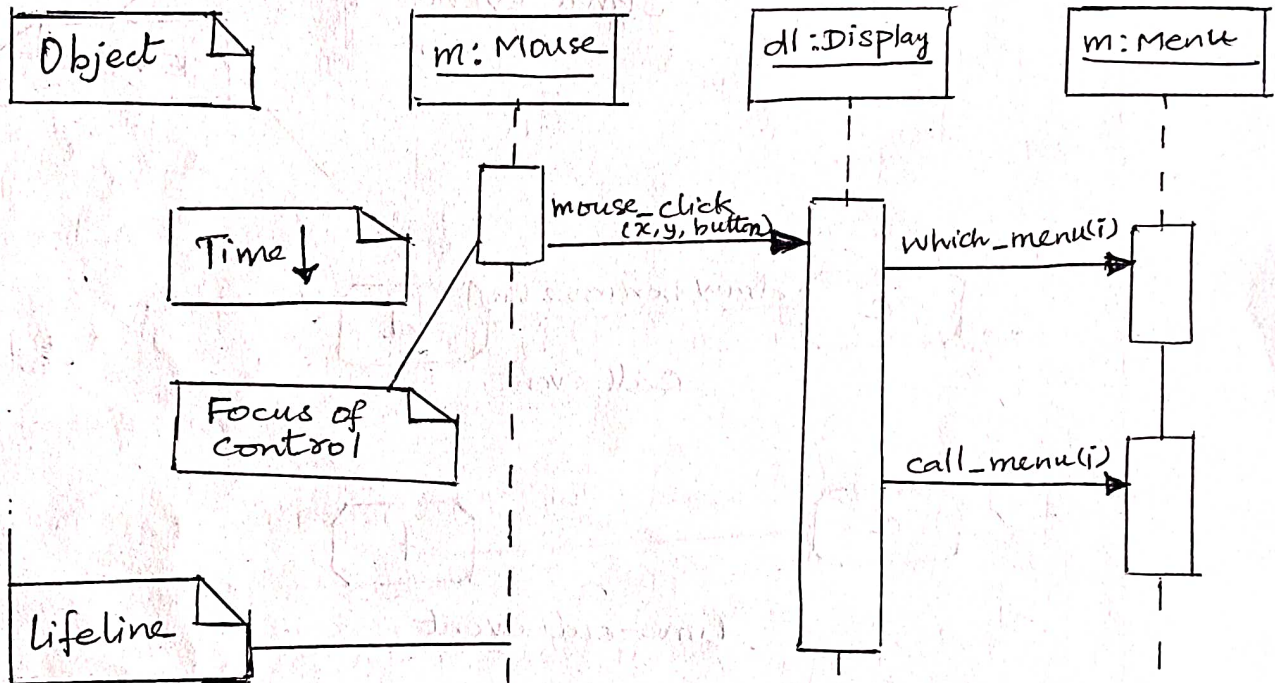 Object
m: Mouse
d1:Display
m:Menu
Time ↓
mouse_click
(x, y, button)
which_menu(i)
Focus of
control
call_menu(j)
lifeline